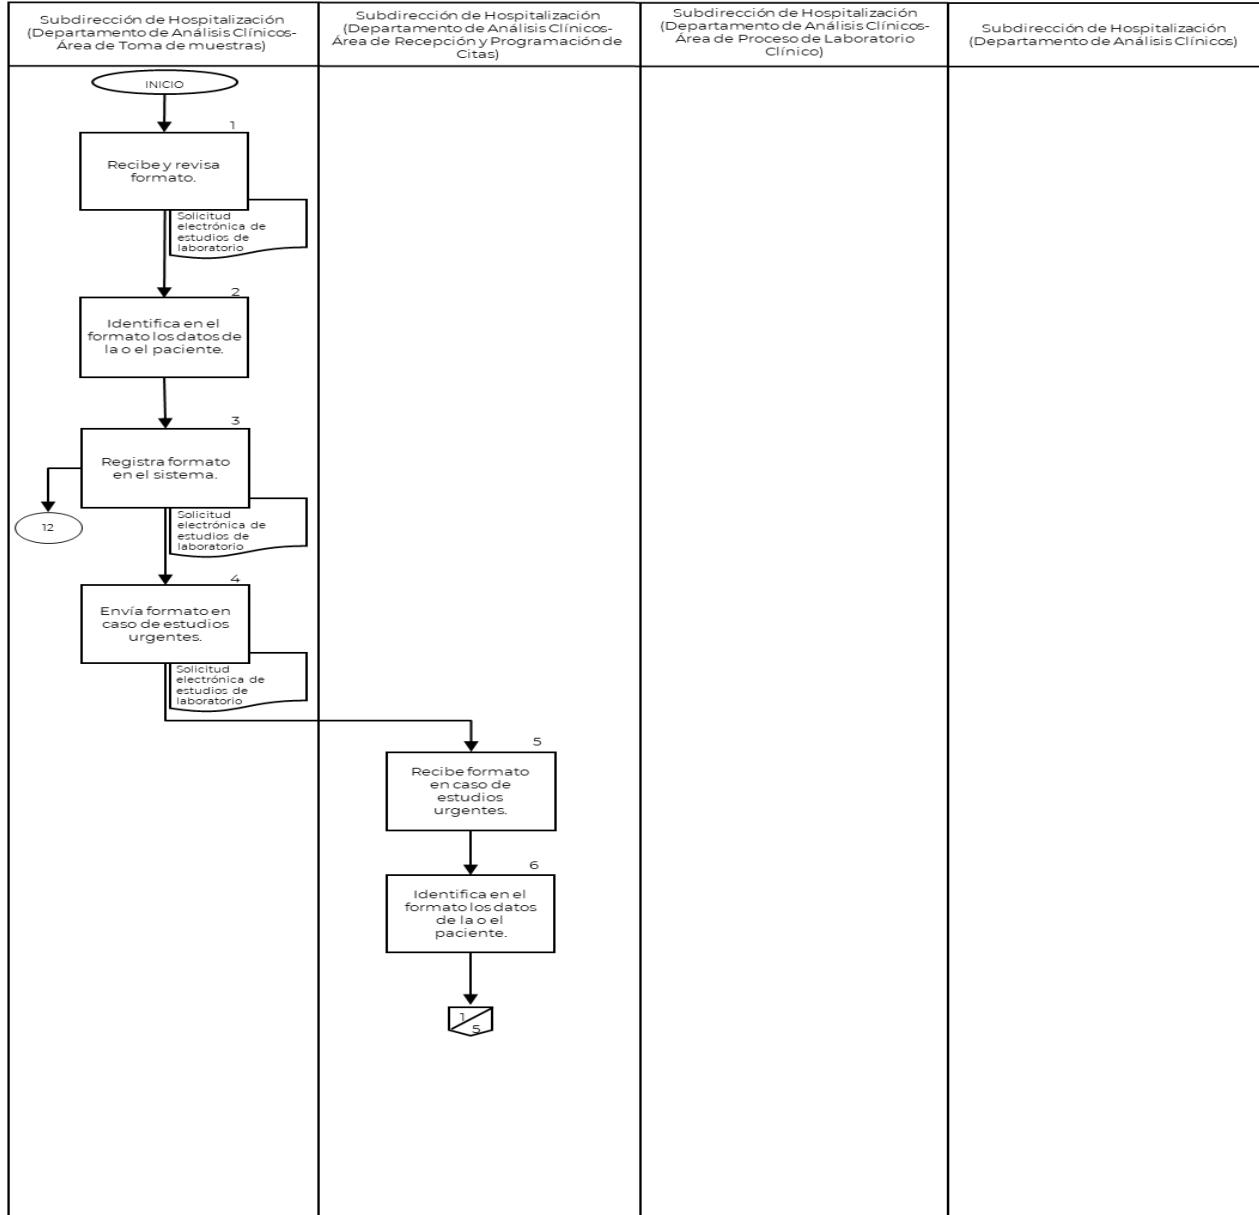 Subdirección de Hospitalización
(Departamento de Análisis Clínicos-
Área de Toma de muestras)
Subdirección de Hospitalización
(Departamento de Análisis Clínicos-
Área de Recepción y Programación de
Citas)
Subdirección de Hospitalización
(Departamento de Análisis Clínicos-
Área de Proceso de Laboratorio
Clínico)
Subdirección de Hospitalización
(Departamento de Análisis Clínicos)
INICIO
1
Recibe y revisa
formato.
Solicitud
electrónica de
estudios de
laboratorio
2
Identifica en el
formato los datos de
la o el paciente.
3
Registra formato
en el sistema.
12
Solicitud
electrónica de
estudios de
laboratorio
4
Envía formato en
caso de estudios
urgentes.
Solicitud
electrónica de
estudios de
laboratorio
5
Recibe formato
en caso de
estudios
urgentes.
6
Identifica en el
formato los datos
de la o el
paciente.
1
5